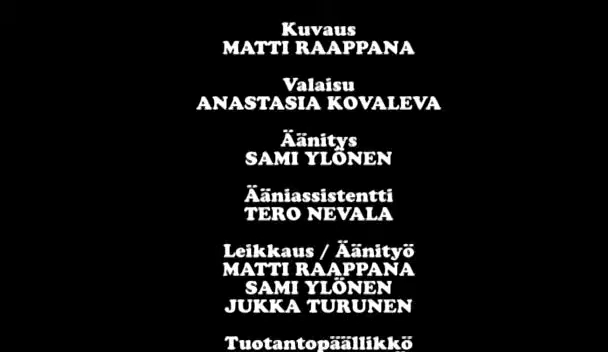 Kuvaus
MATTI RAAPPANA
Valaisu
ANASTASIA KOVALEVA
Äänitys
SAMI YLÖNEN
Ääniassistentti
TERO NEVALA
Leikkaus / Äänityö
MATTI RAAPPANA
SAMI YLÖNEN
JUKKA TURUNEN
Tuotantopäällikkö